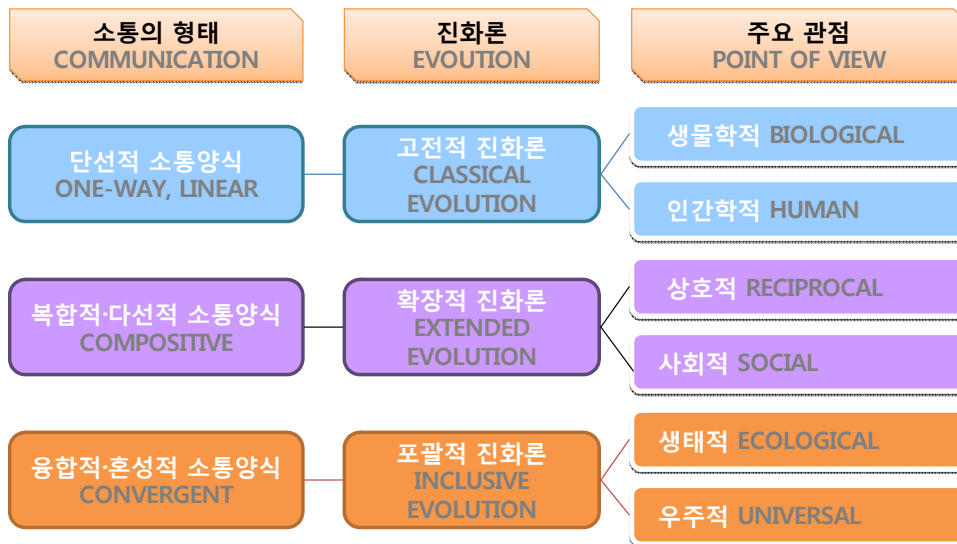 소통의 형태
COMMUNICATION
진화론
EVOUTION
주요 관점
POINT OF VIEW
단선적 소통양식
ONE-WAY, LINEAR
고전적 진화론
CLASSICAL
EVOLUTION
생물학적 BIOLOGICAL
인간학적 HUMAN
복합적·다선적 소통양식
COMPOSITIVE
확장적 진화론
EXTENDED
EVOLUTION
상호적 RECIPROCAL
사회적 SOCIAL
융합적·혼성적 소통양식
CONVERGENT
포괄적 진화론
INCLUSIVE
EVOLUTION
생태적 ECOLOGICAL
우주적 UNIVERSAL